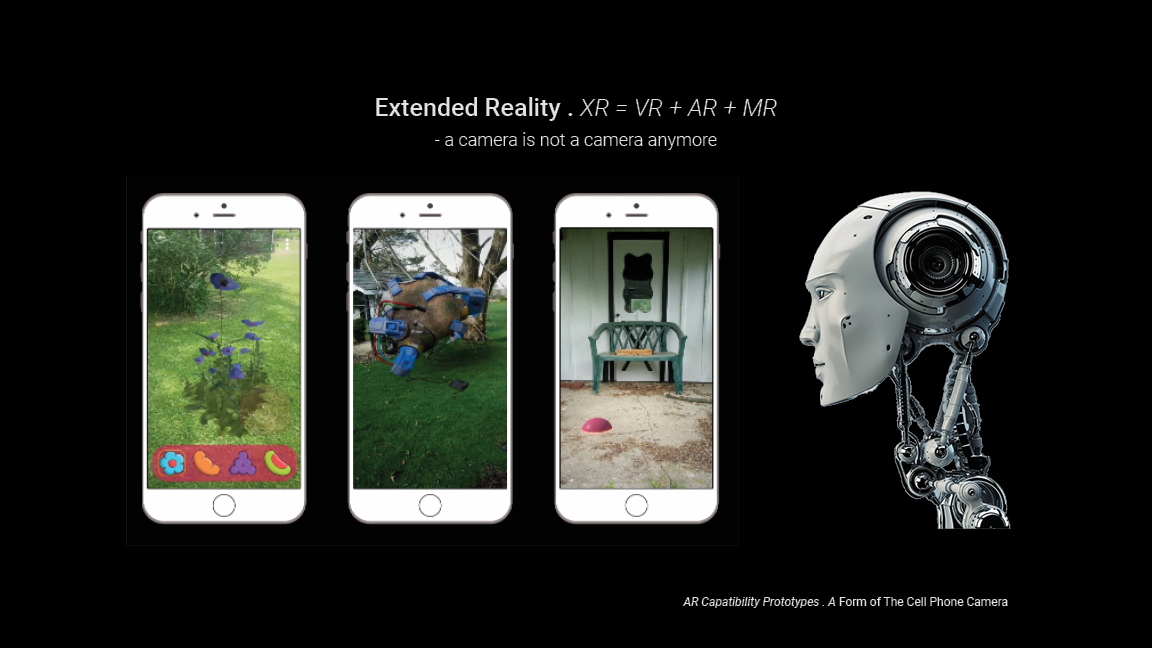 Extended Reality . XR = VR + AR + MR
- a camera is not a camera anymore
AR Capatibility Prototypes . A Form of The Cell Phone Camera